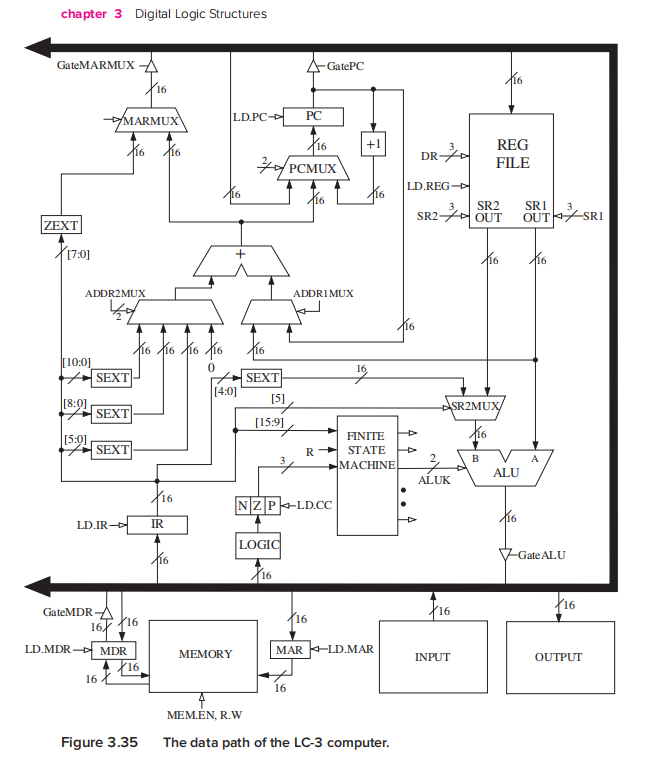 chapter 3 Digital Logic Structures
GateMARMUX
GatePC
16
16
16
MARMUX
LD.PC
PC
REG
FILE
16
16
16
+1
2
PCMUX
DR
3
LD.REG
16
16
16
SR2
3
SR2
OUT
SR1
OUT
3
SR1
ZEXT
[7:0]
+
16
16
ADDR2MUX
2
ADDR1MUX
16
16
16
16
16
16
0
[10:0]
SEXT
SEXT
16
[4:0]
[8:0]
SEXT
[5]
SR2MUX
[15:9]
16
[5:0]
SEXT
R
FINITE
STATE
MACHINE
B
A
ALU
3
2
ALUK
16
N Z P
LD.CC
LD.IR
IR
16
LOGIC
GateALU
16
16
GateMDR
16
16
16
16
16
LD.MDR
MDR
MEMORY
MAR
LD.MAR
INPUT
OUTPUT
16
16
16
MEM.EN, R.W
Figure 3.35 The data path of the LC-3 computer.